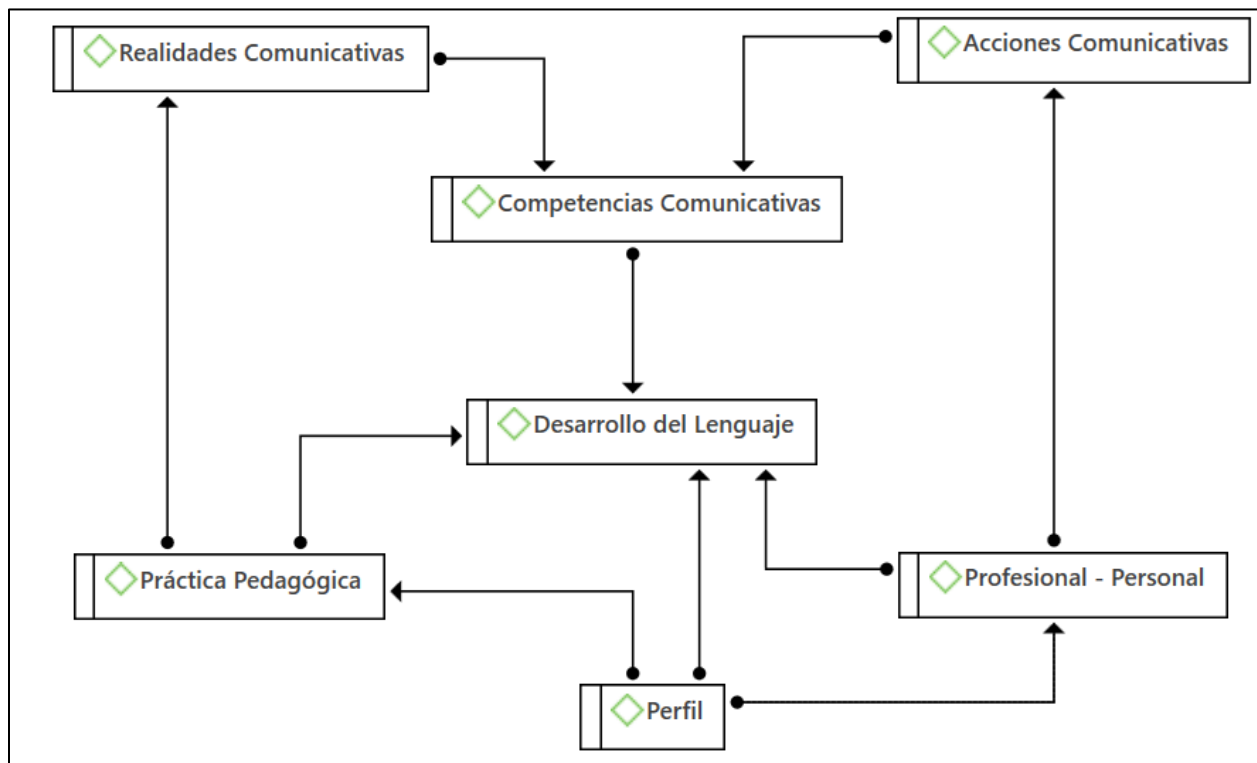 Realidades Comunicativas
Acciones Comunicativas
Competencias Comunicativas
Desarrollo del Lenguaje
Práctica Pedagógica
Profesional - Personal
Perfil